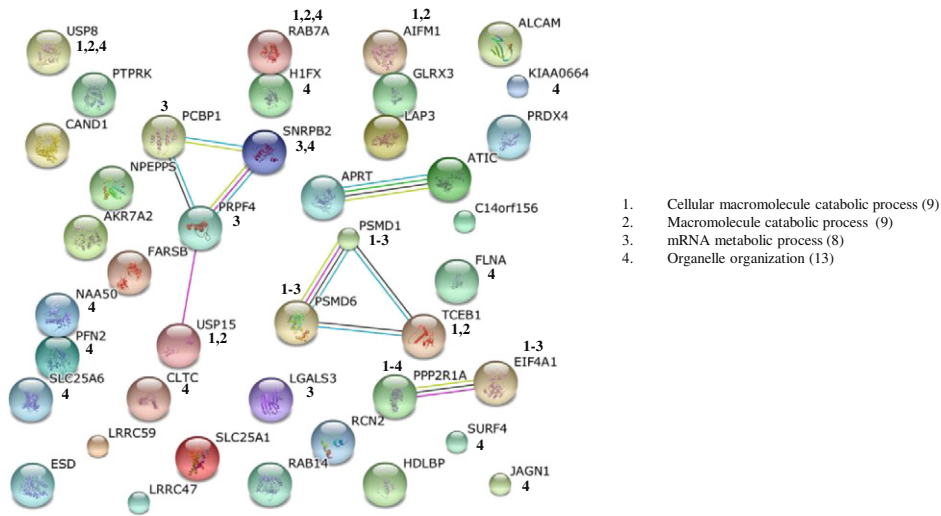 USP8
1,2,4
1,2,4
RAB7A
1,2
AIFM1
ALCAM
PTPRK
H1FX
4
GLRX3
KIAA0664
4
3
PCBP1
CAND1
SNRPB2
3,4
LAP3
PRDX4
NPEPPS
APRT
ATIC
AKR7A2
PRPF4
3
C14orf156
PSMD1
1-3
FARSB
FLNA
4
NAA50
4
1-3
PSMD6
TCEB1
1,2
PFN2
4
USP15
1,2
SLC25A6
4
CLTC
4
LGALS3
3
1-4
PPP2R1A
1-3
EIF4A1
LRRC59
SLC25A1
RCN2
SURF4
4
ESD
LRRC47
RAB14
HDLBP
JAGN1
4
1. Cellular macromolecule catabolic process (9)
2. Macromolecule catabolic process (9)
3. mRNA metabolic process (8)
4. Organelle organization (13)